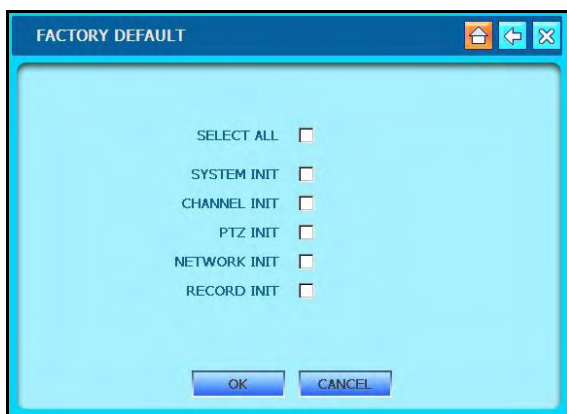 FACTORY DEFAULT
SELECT ALL
SYSTEM INIT
CHANNEL INIT
PTZ INIT
NETWORK INIT
RECORD INIT
OK CANCEL